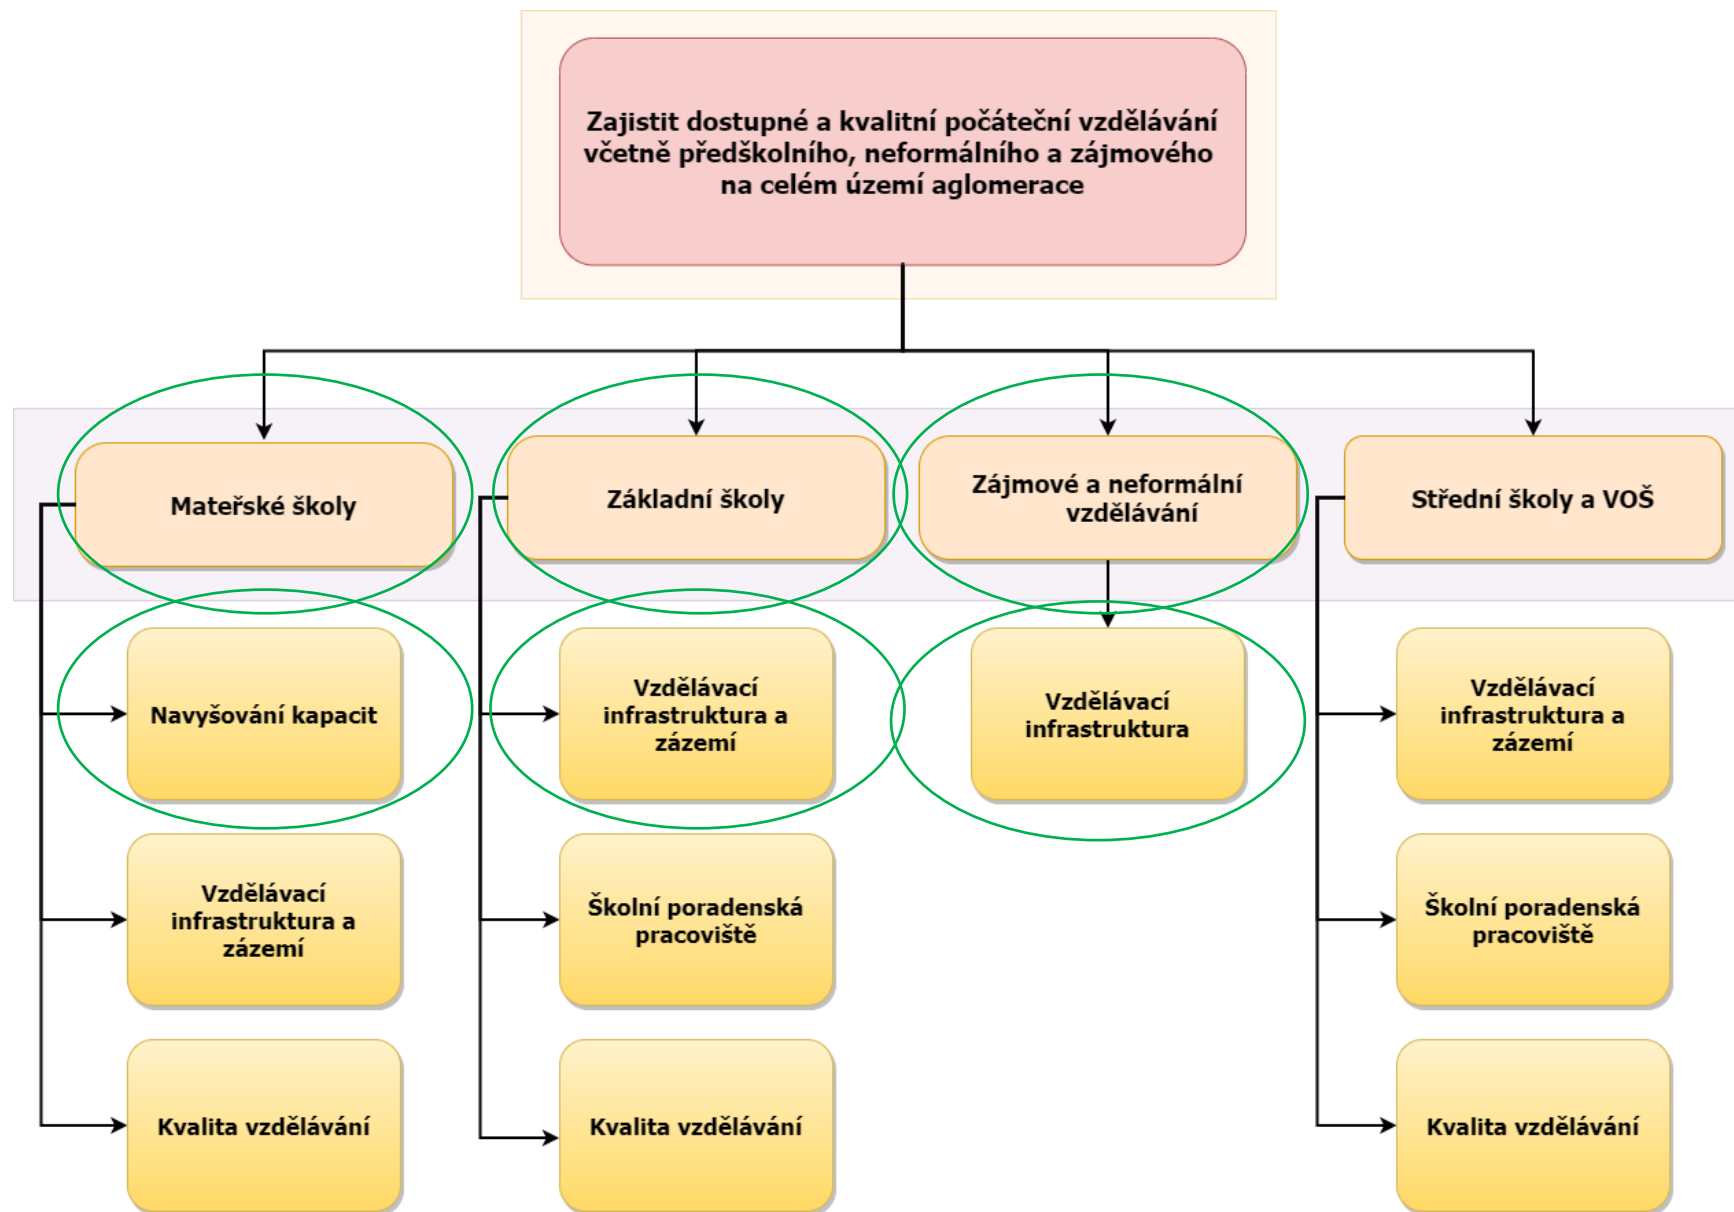 Zajistit dostupné a kvalitní počáteční vzdělávání
včetně předškolního, neformálního a zájmového
na celém území aglomerace
Mateřské školy
Základní školy
Zájmové a neformální
vzdělávání
Střední školy a VOŠ
Navyšování kapacit
Vzdělávací
infrastruktura a
zázemí
Vzdělávací
infrastruktura
Vzdělávací
infrastruktura a
zázemí
Vzdělávací
infrastruktura a
zázemí
Školní poradenská
pracoviště
Školní poradenská
pracoviště
Kvalita vzdělávání
Kvalita vzdělávání
Kvalita vzdělávání